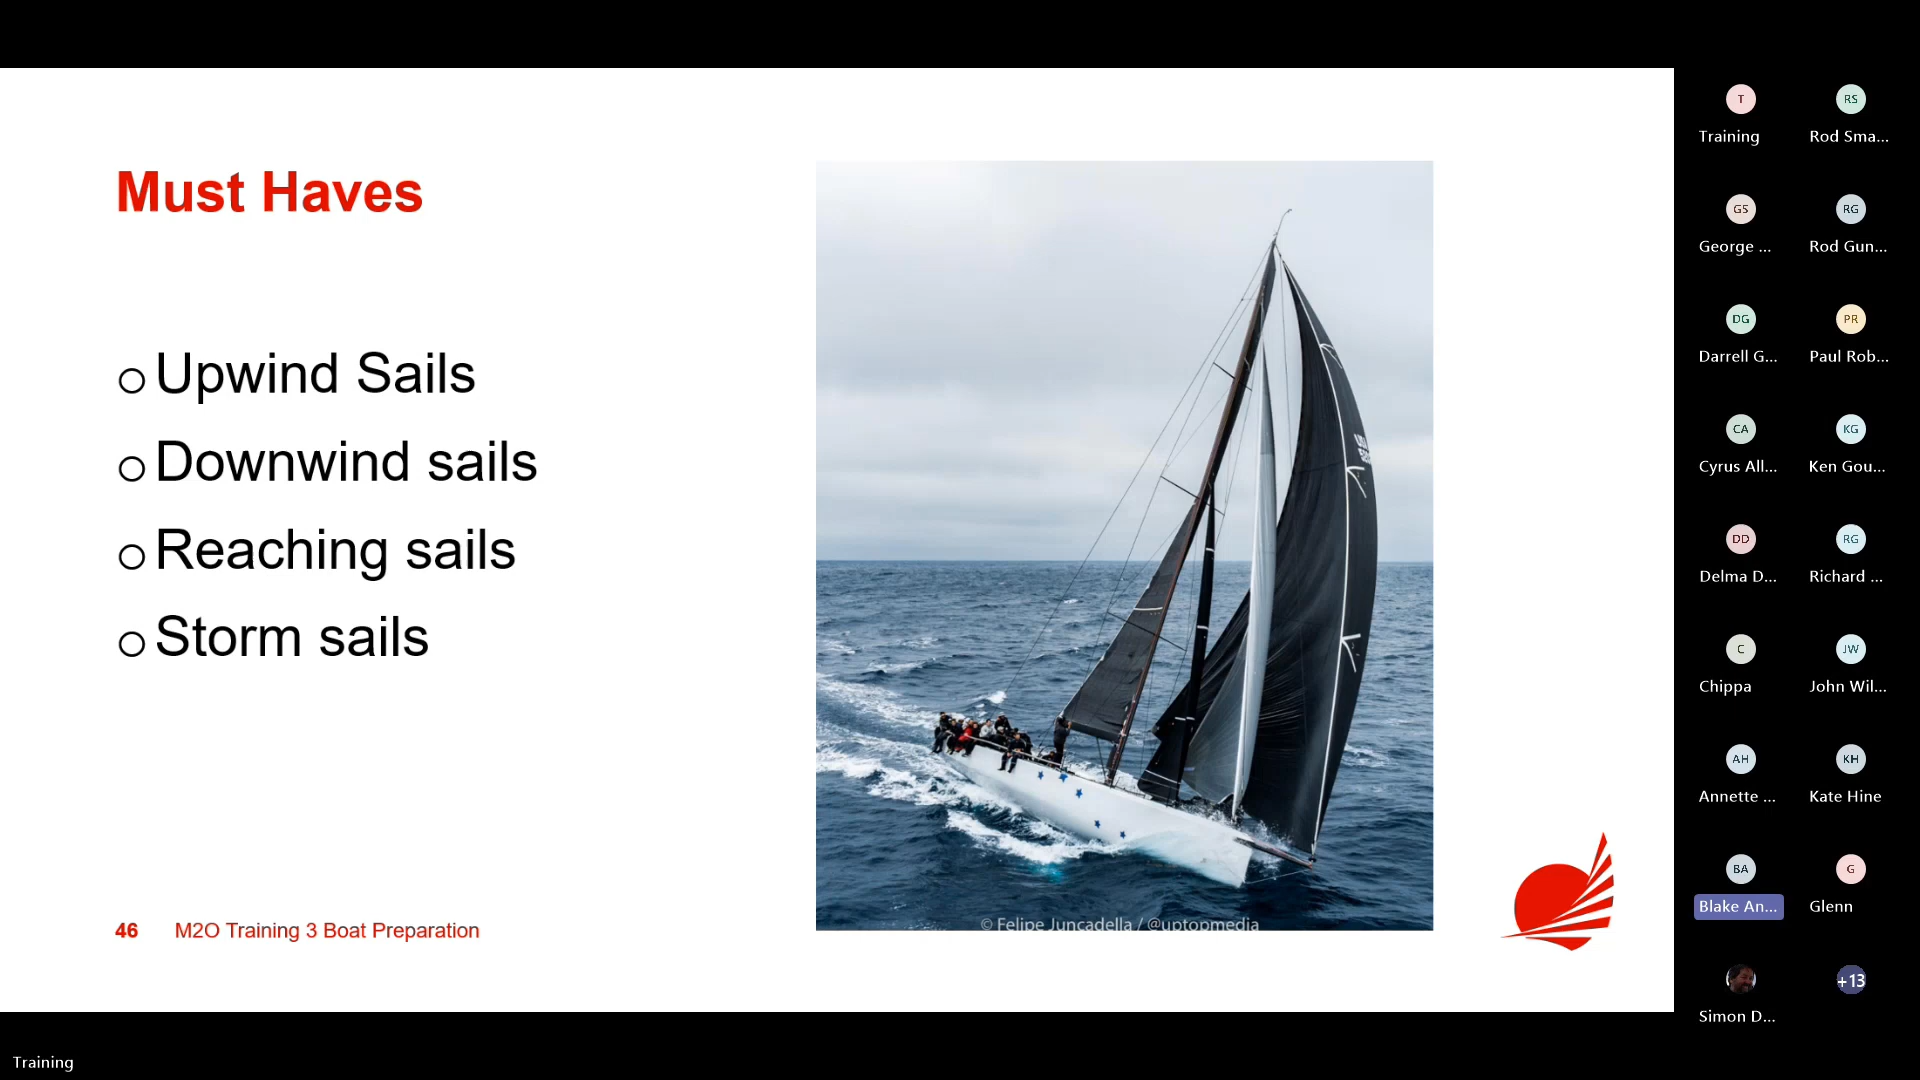 Must Haves
Upwind Sails
Downwind sails
Reaching sails
Storm sails
46 M2O Training 3 Boat Preparation
© Felipe Juncadella / @uptopmedia
T
Training
RS
Rod Sma...
GS
George ...
RG
Rod Gun...
DG
Darrell G...
PR
Paul Rob...
CA
Cyrus All...
KG
Ken Gou...
DD
Delma D...
RG
Richard ...
C
Chippa
JW
John Wil...
AH
Annette ...
KH
Kate Hine
BA
Blake An...
G
Glenn
Simon D...
+13
Training